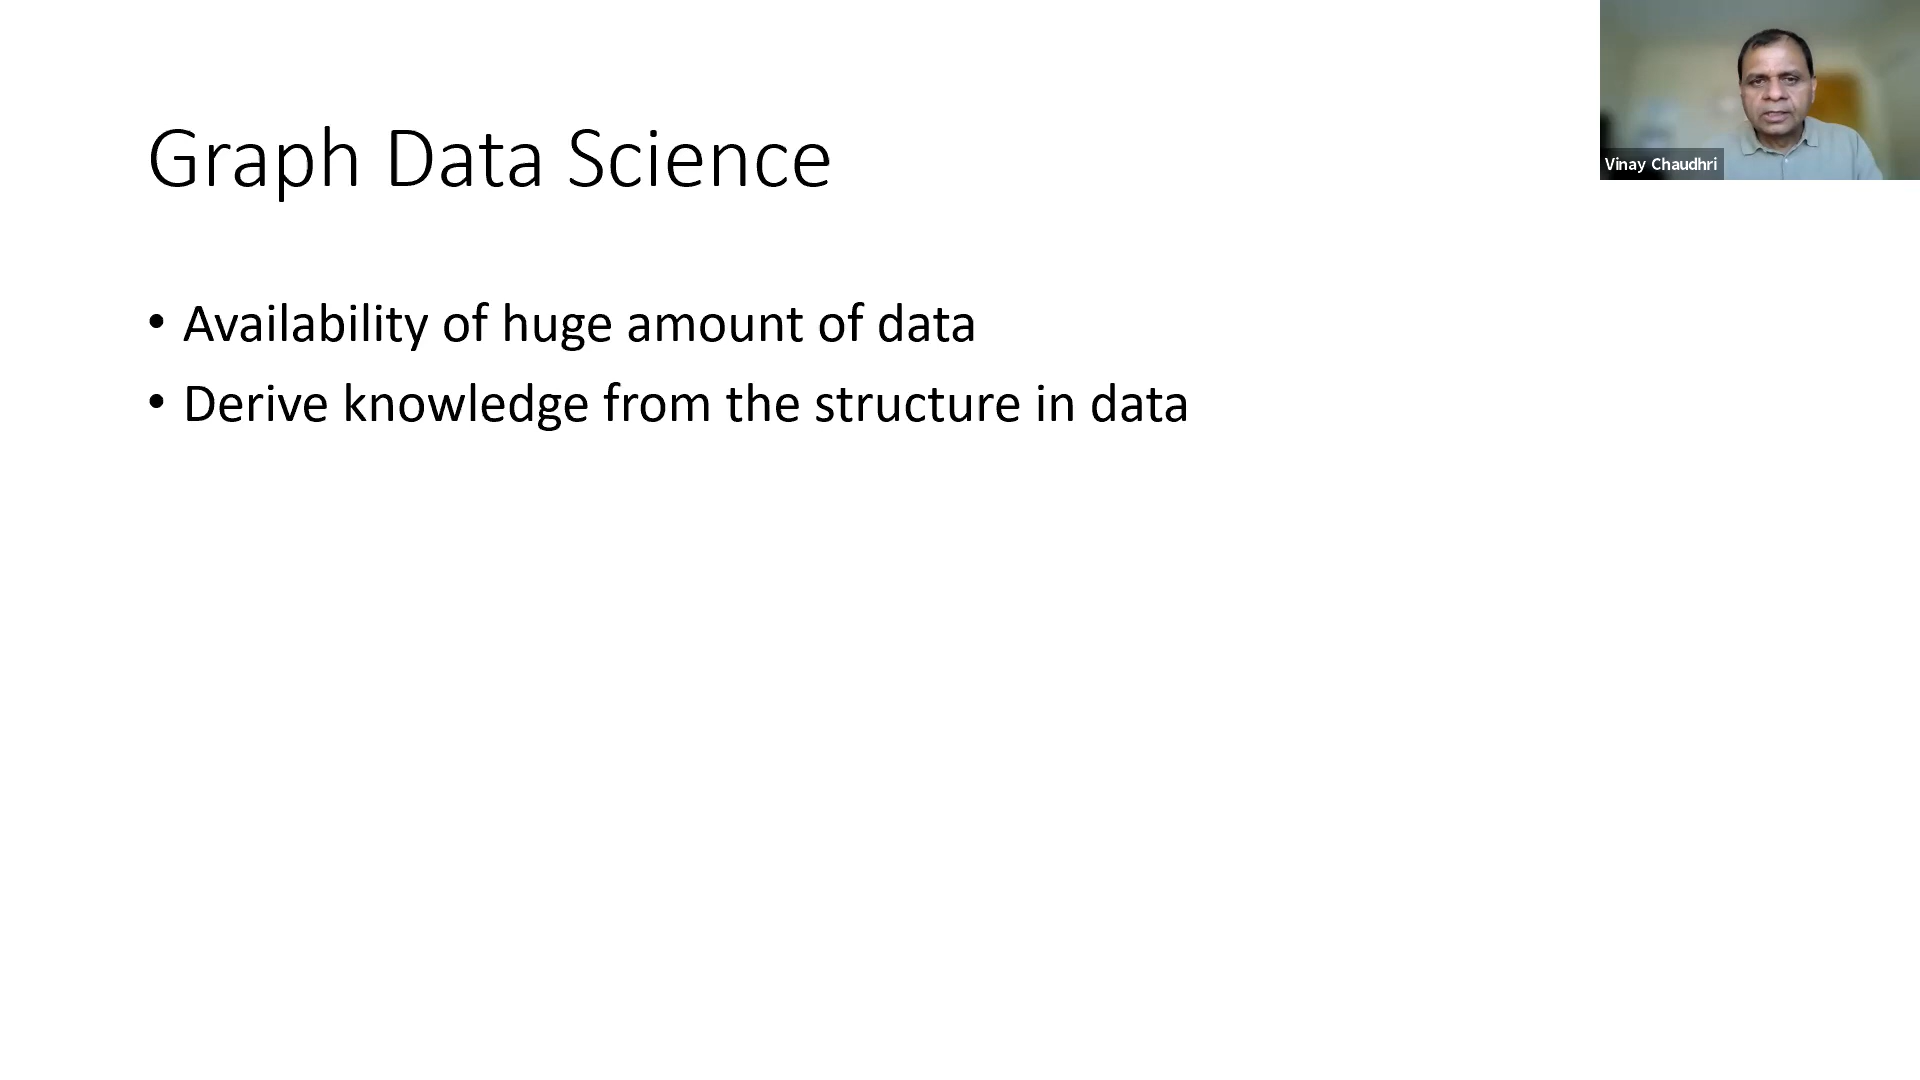 Graph Data Science
• Availability of huge amount of data
• Derive knowledge from the structure in data
Vinay Chaudhri